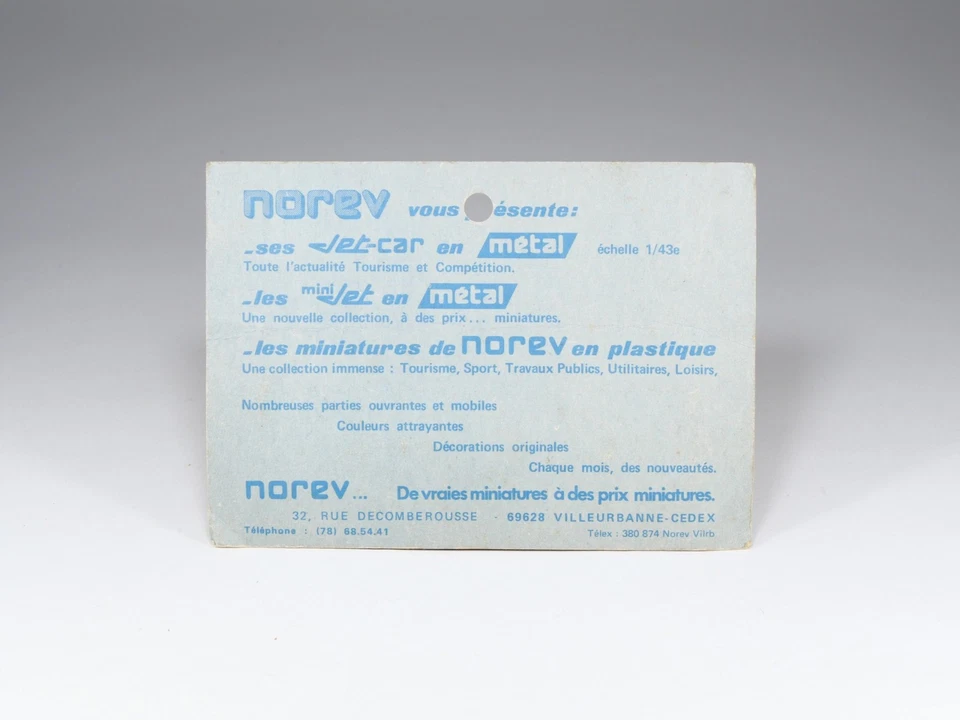 norev vous ésente:
..ses Jet-car en métal échelle 1/43e
Toute l'actualité Tourisme et Compétition.
..les mini Jet en métal
Une nouvelle collection, à des prix... miniatures.
..les miniatures de norev en plastique
Une collection immense : Tourisme, Sport, Travaux Publics, Utilitaires, Loisirs,
Nombreuses parties ouvrantes et mobiles
Couleurs attrayantes
Décorations originales
Chaque mois, des nouveautés.
norev... De vraies miniatures à des prix miniatures.
32, RUE DECOMBEROUSSE - 69628 VILLEURBANNE-CEDEX
Téléphone : (78) 68.54.41 Télex : 380 874 Norev Vilrb